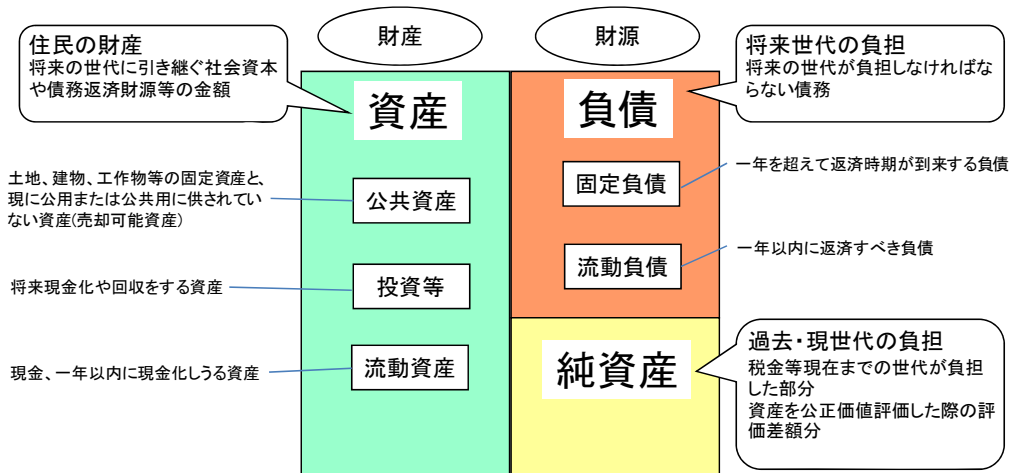 財産
財源
住民の財産
将来の世代に引き継ぐ社会資本
や債務返済財源等の金額
将来世代の負担
将来の世代が負担しなければな
らない債務
資産
負債
土地、建物、工作物等の固定資産と、
現に公用または公共用に供されてい
ない資産(売却可能資産)
公共資産
固定負債
一年を超えて返済時期が到来する負債
将来現金化や回収をする資産
投資等
流動負債
一年以内に返済すべき負債
現金、一年以内に現金化しうる資産
流動資産
純資産
過去・現世代の負担
税金等現在までの世代が負担
した部分
資産を公正価値評価した際の評
価差額分